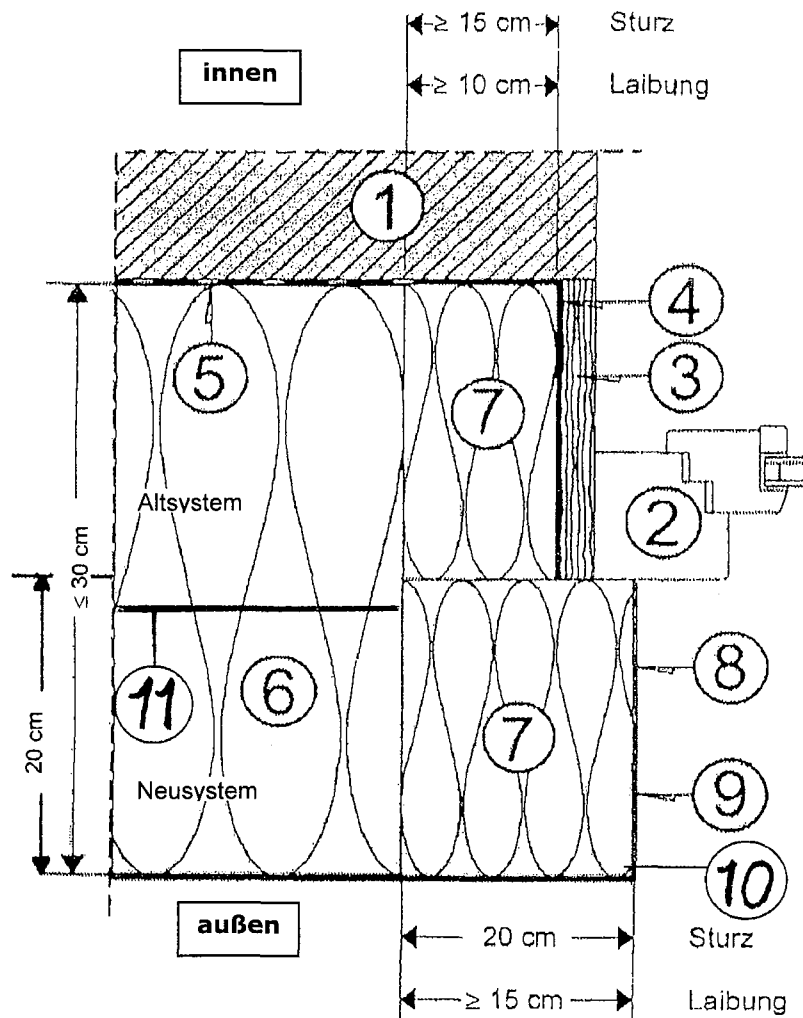 ≥ 15 cm Sturz
innen
≥ 10 cm Laibung
1
4
5
3
7
Altsystem
2
≤ 30 cm
11
6
8
20 cm
7
Neusystem
9
10
außen
20 cm Sturz
≥ 15 cm Laibung